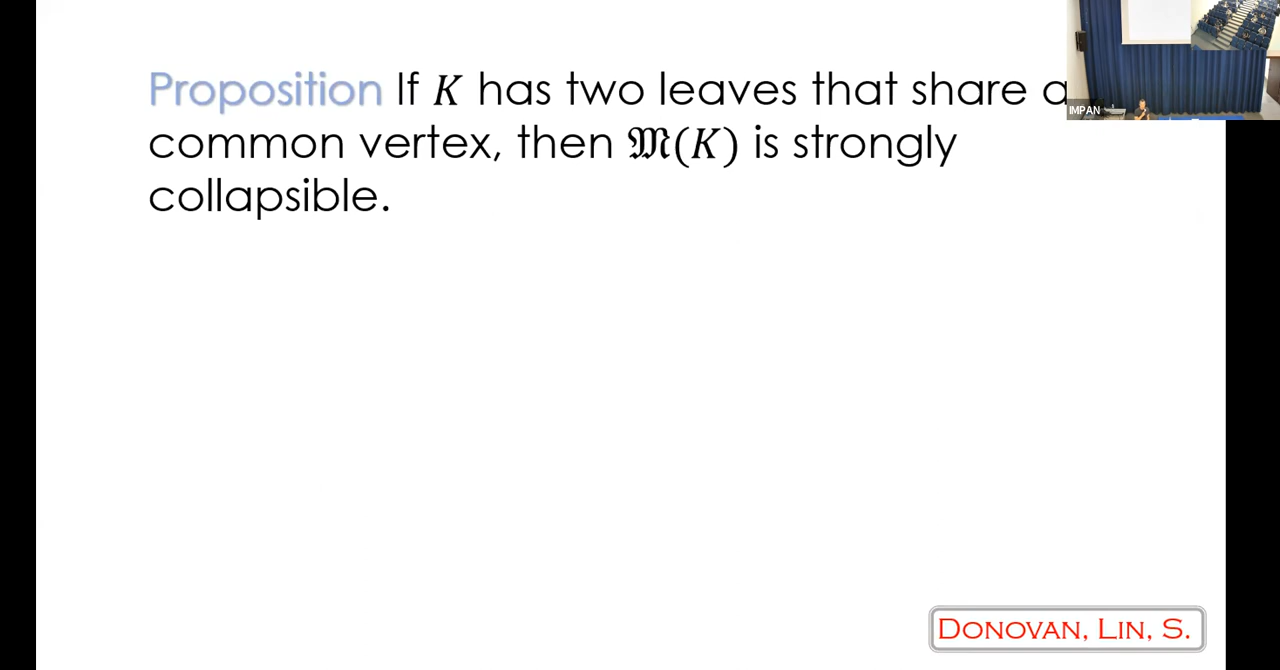 Proposition If K has two leaves that share a
common vertex, then 𝔐(K) is strongly
collapsible.
IMPAN
DONOVAN, LIN, S.